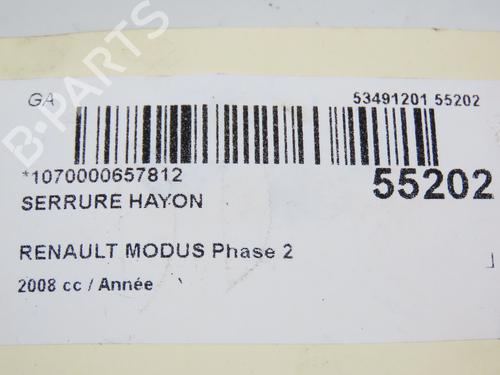 GA
53491201 55202
*1070000657812
55202
SERRURE HAYON
RENAULT MODUS Phase 2
2008 cc / Année
B-PARTS